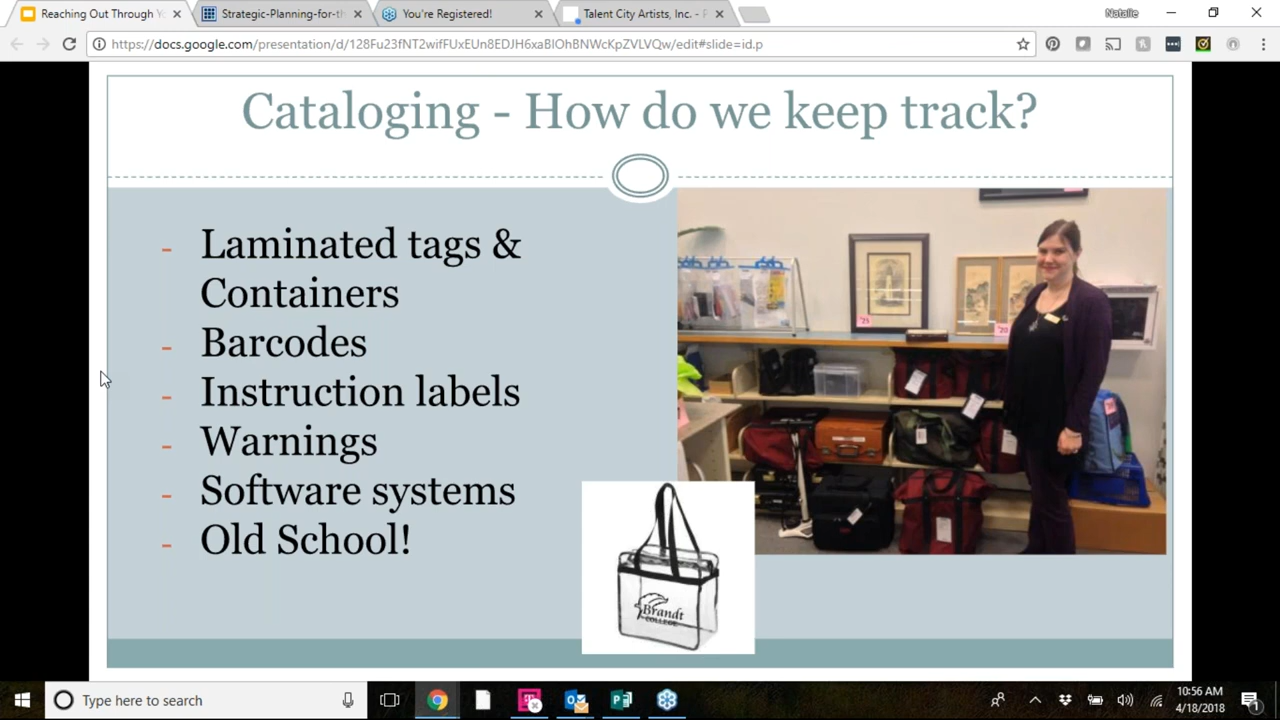 Reaching Out Through Y
Strategic-Planning-for-th
You're Registered!
Talent City Artists, Inc. - P
Natalie
https://docs.google.com/presentation/d/128Fu23fNT2wifFUxEUn8EDJH6xaBIOhBNWcKpZVLVQw/edit#slide=id.p
Cataloging - How do we keep track?
- Laminated tags &
Containers
- Barcodes
- Instruction labels
- Warnings
- Software systems
- Old School!
Brandt
COLLEGE
Type here to search
10:56 AM
4/18/2018